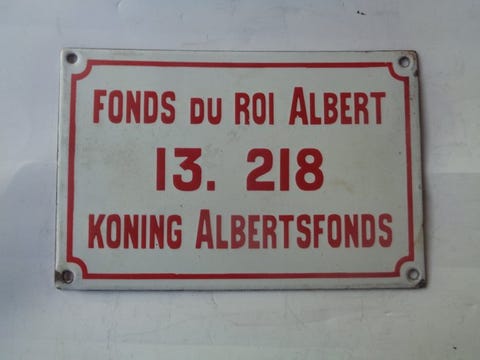 FONDS DU ROI ALBERT
13. 218
KONING ALBERTSFONDS